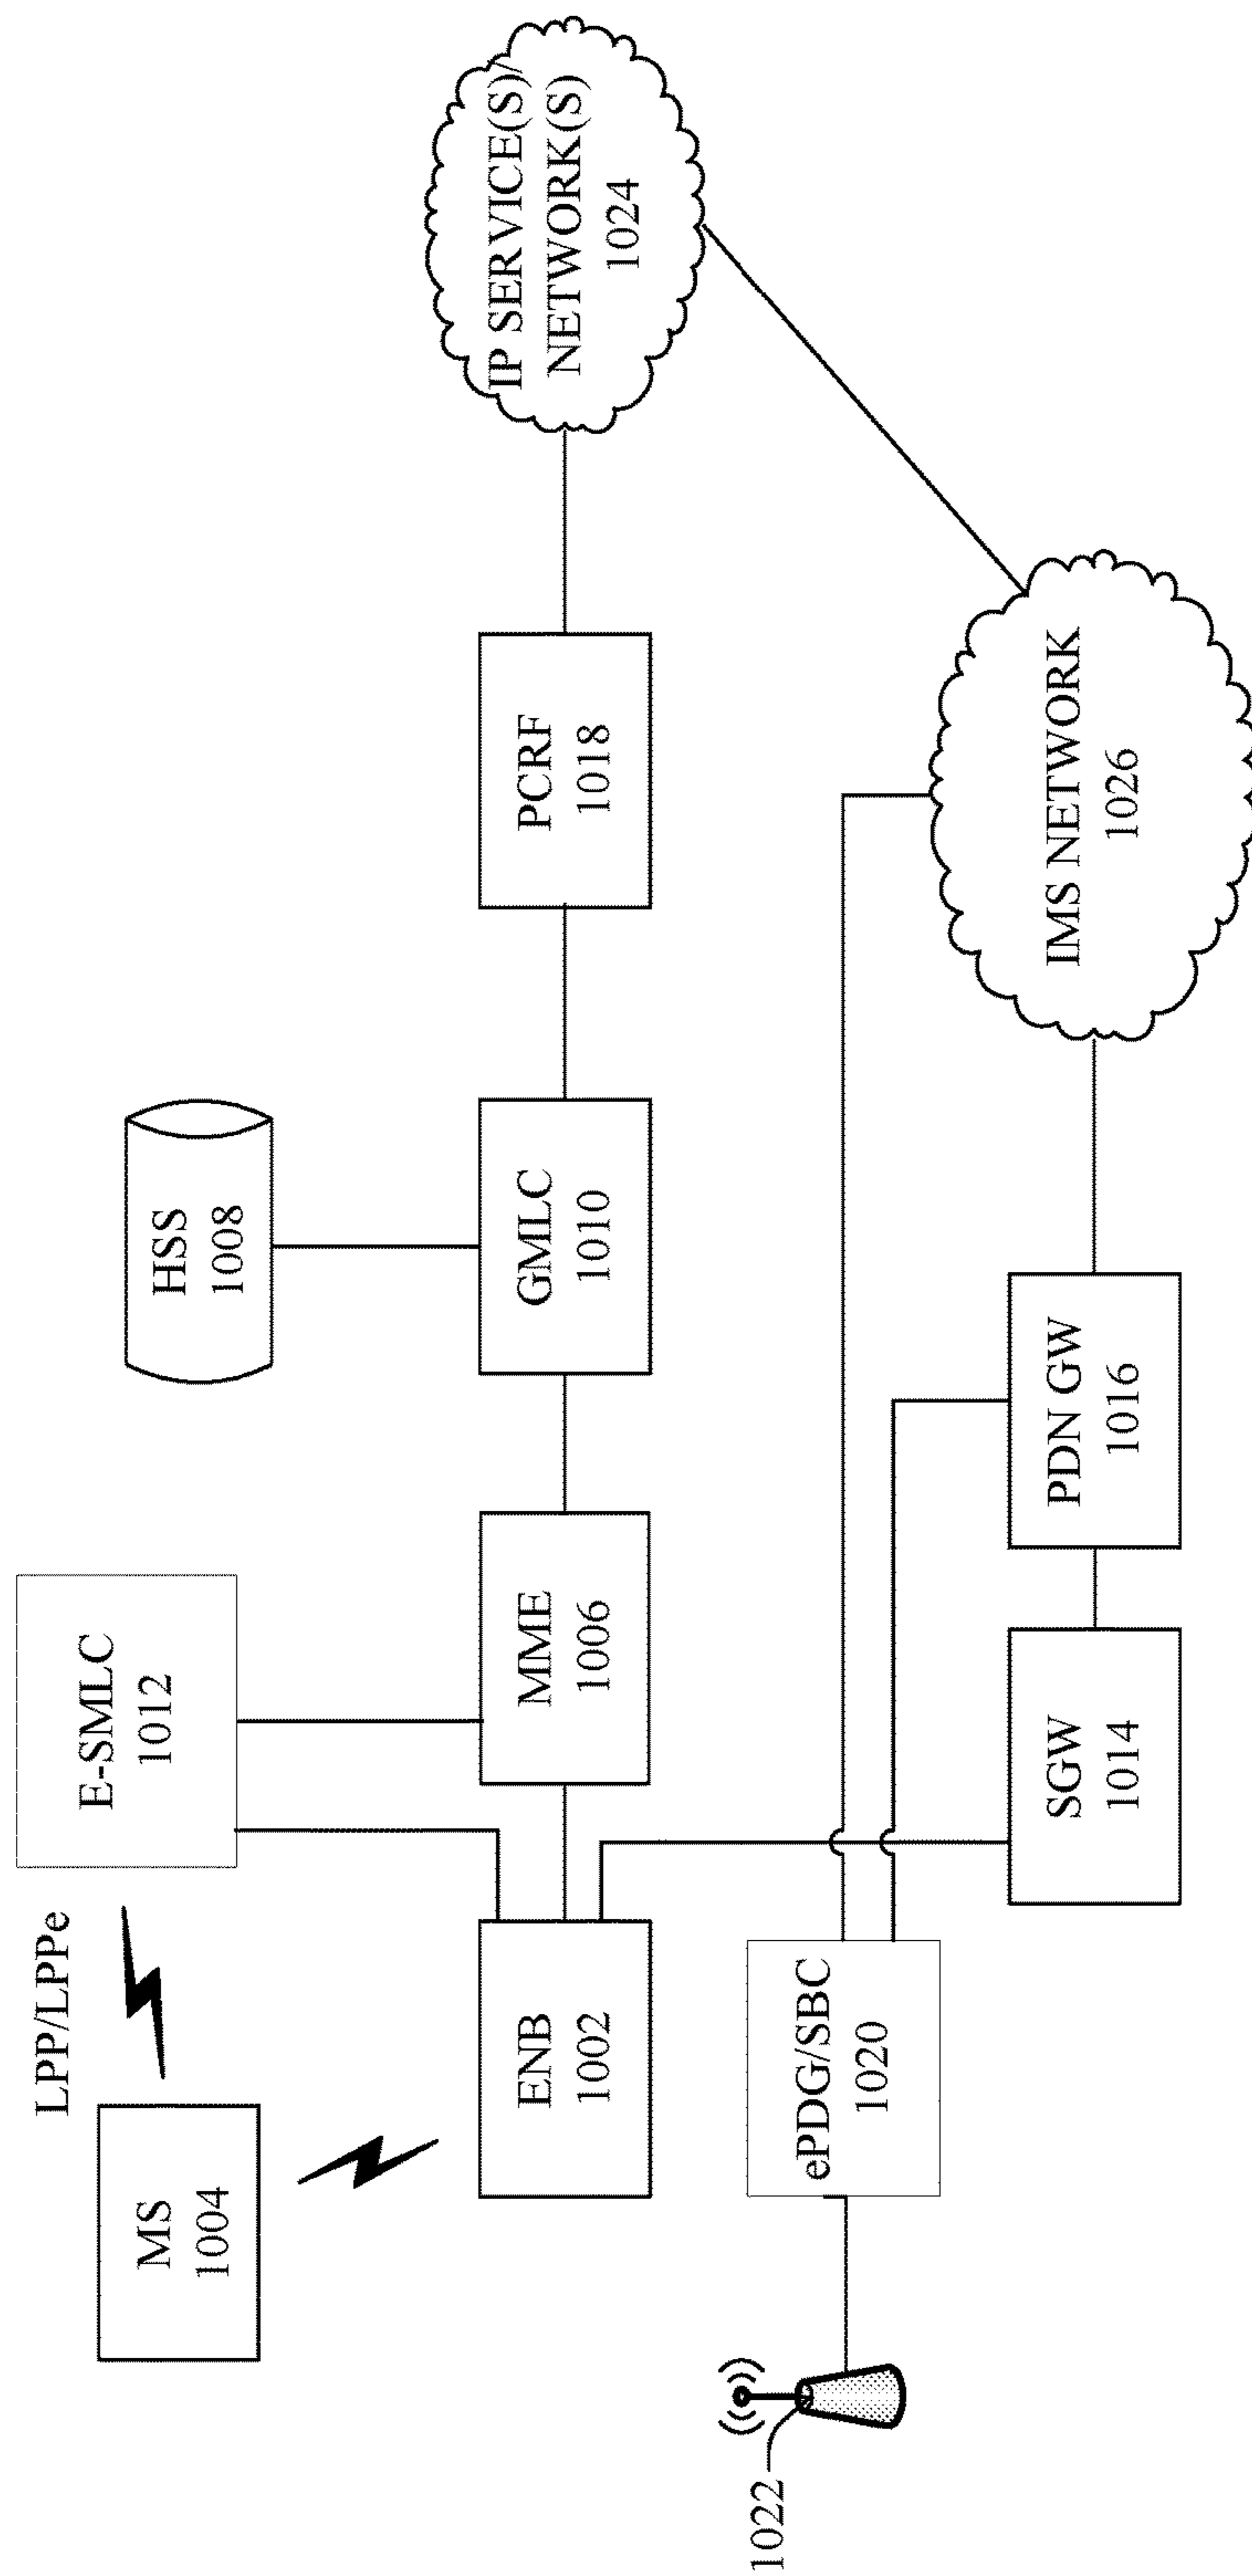 LPP/LPPe
MS
1004
E-SMLC
1012
HSS
1008
ENB
1002
MME
1006
GMLC
1010
PCRF
1018
IP SERVICE(S)/
NETWORK(S)
1024
1022
ePDG/SBC
1020
SGW
1014
PDN GW
1016
IMS NETWORK
1026